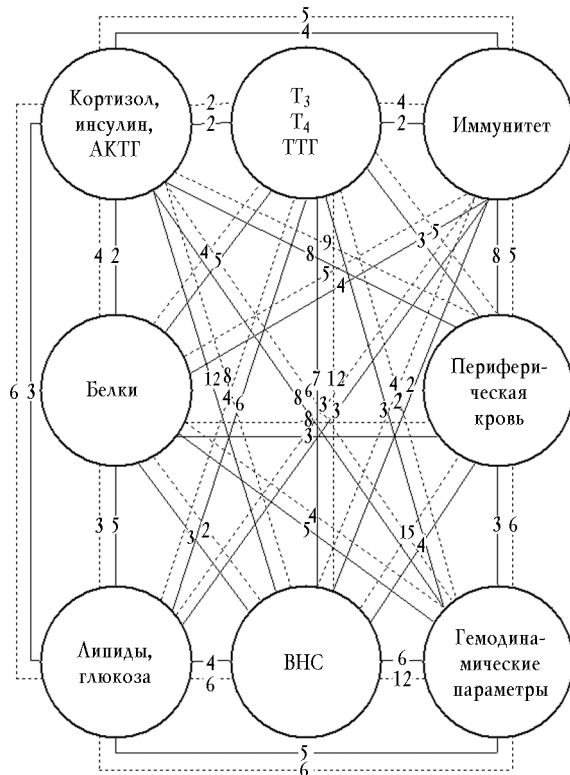 5
4
Кортизол,
инсулин,
АКТГ
2
2
T3
T4
ТТГ
4
2
Иммунитет
4 2
4 5
8
9
5
4
3 5
8 5
6 3
Белки
12 8
4 6
7 12
8 6
3 3
8
3
4 2
3 2
Перифери-
ческая
кровь
3 5
3 2
4
5
15
4
3 6
Липиды,
глюкоза
4
6
ВНС
6
12
Гемодина-
мические
параметры
5
6